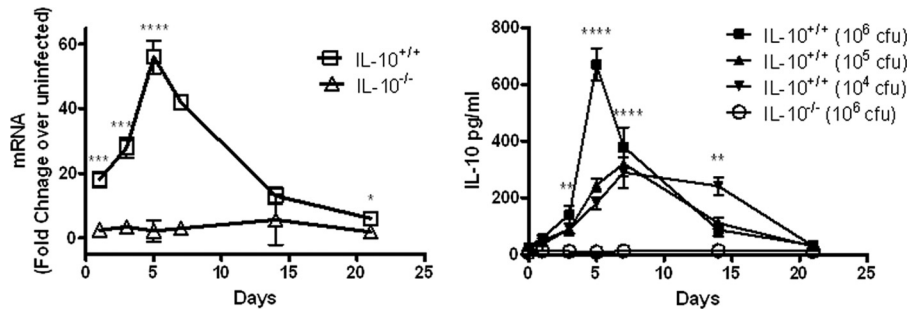 mRNA
(Fold Chnage over uninfected)
60
40
20
0
***
***
****
*
IL-10+/+
IL-10-/-
0 5 10 15 20 25
Days
IL-10 pg/ml
800
600
400
200
0
**
****
****
**
IL-10+/+ (10⁶ cfu)
IL-10+/+ (10⁵ cfu)
IL-10+/+ (10⁴ cfu)
IL-10-/- (10⁶ cfu)
0 5 10 15 20 25
Days